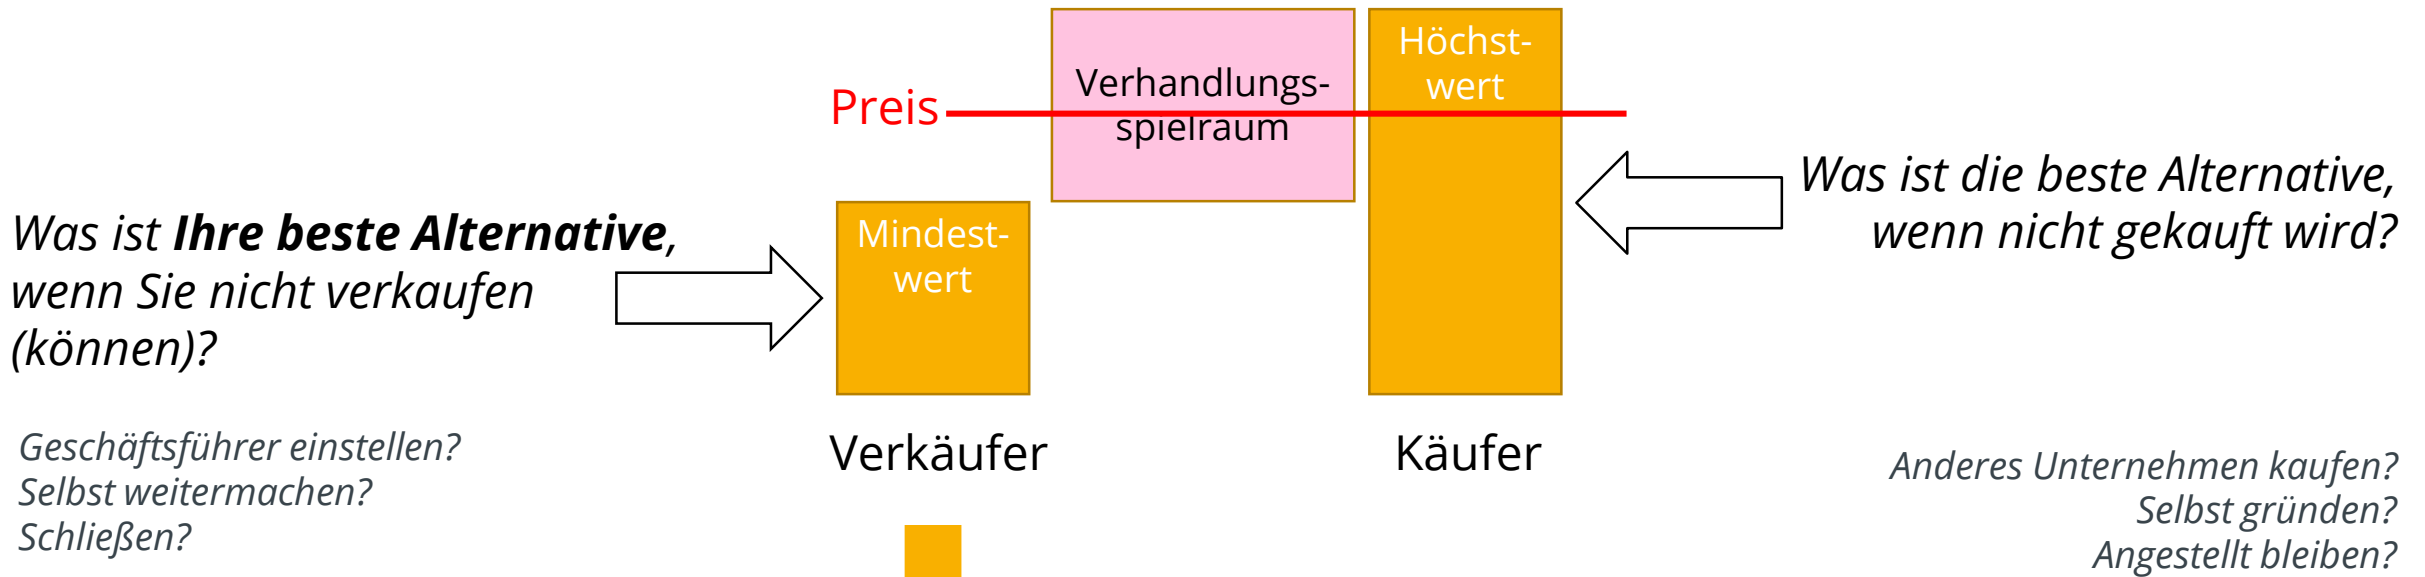 Was ist Ihre beste Alternative,
wenn Sie nicht verkaufen
(können)?
Geschäftsführer einstellen?
Selbst weitermachen?
Schließen?
Preis
Mindest-
wert
Verkäufer
Verhandlungs-
spielraum
Höchst-
wert
Käufer
Was ist die beste Alternative,
wenn nicht gekauft wird?
Anderes Unternehmen kaufen?
Selbst gründen?
Angestellt bleiben?